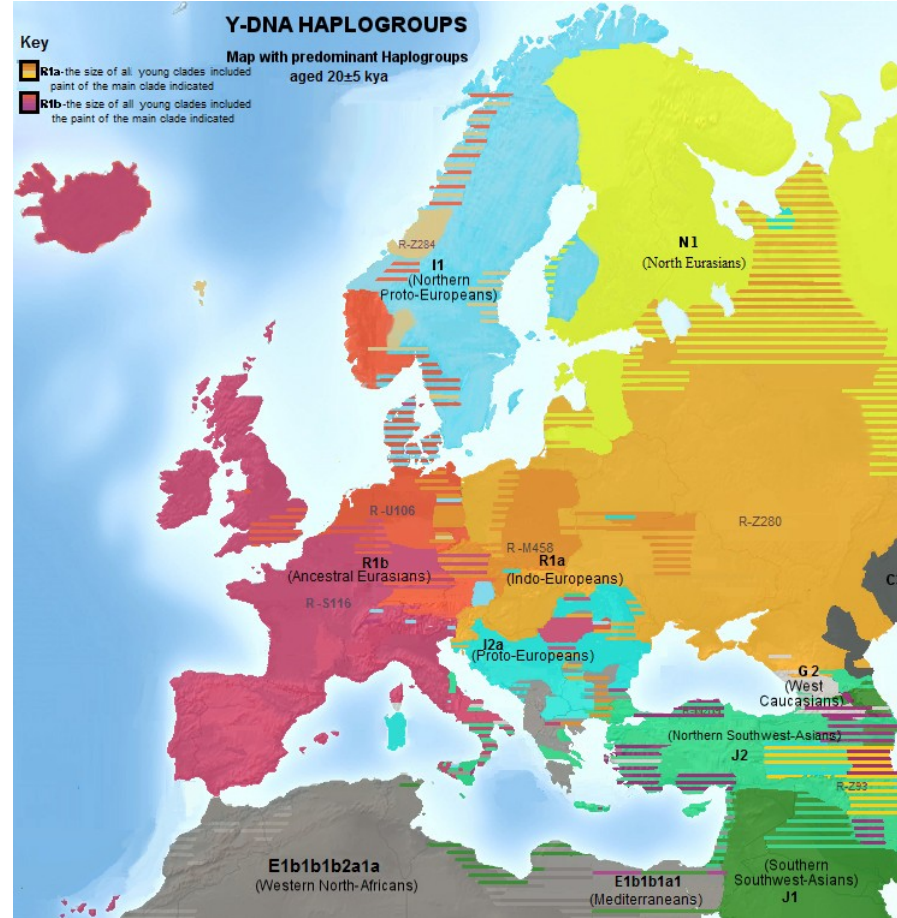 Y-DNA HAPLOGROUPS
Map with predominant Haplogroups
aged 20±5 kya
Key
R1a-the size of all young clades included
paint of the main clade indicated
R1b-the size of all young clades included
the paint of the main clade indicated
R-Z284
I1
(Northern
Proto-Europeans)
N1
(North Eurasians)
R-U106
R-Z280
R-M458
R1b
(Ancestral Eurasians)
R1a
(Indo-Europeans)
C
R-S116
I2a
(Proto-Europeans)
G 2
(West
Caucasians)
(Northern Southwest-Asians)
J2
R-Z93
E1b1b1b2a1a
(Western North-Africans)
E1b1b1a1
(Mediterraneans)
(Southern
Southwest-Asians)
J1